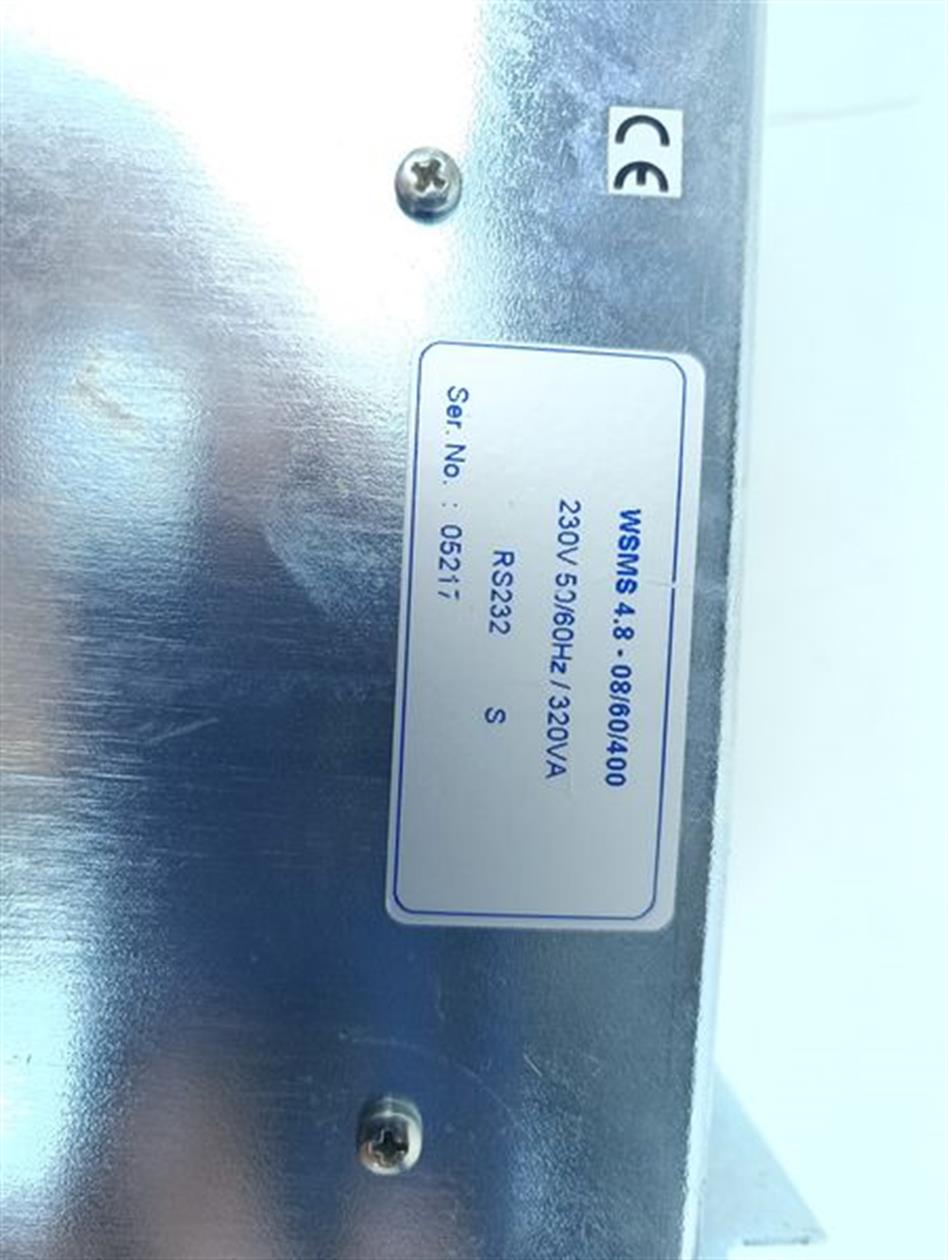 CE
WSMS 4.8 - 08/60/400
230V 50/60Hz / 320VA
RS232 S
Ser. No. : 05217